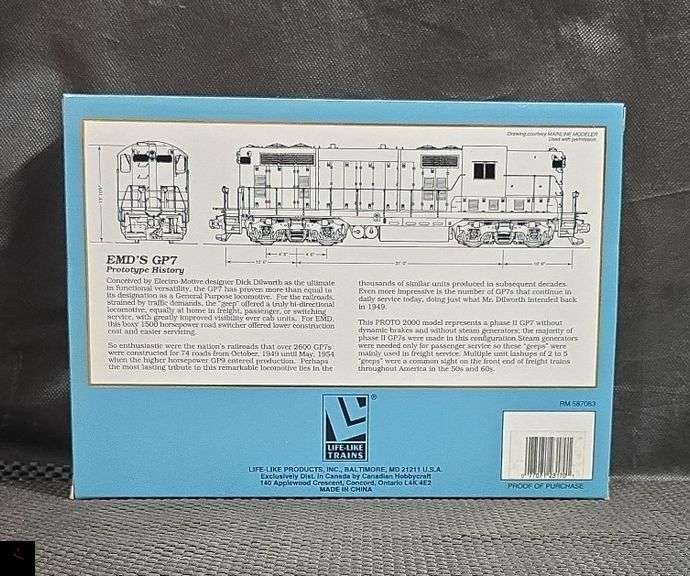 Drawing courtesy MAINLINE MODELER
Used with permission.
EMD'S GP7
Prototype History
Conceived by Electro-Motive designer Dick Dilworth as the ultimate
in functional versatility, the GP7 has proven more than equal to
its designation as a General Purpose locomotive. For the railroads,
strained by traffic demands, the "geep" offered a truly bi-directional
locomotive, equally at home in freight, passenger, or switching
service, with greatly improved visibility over cab units. For EMD,
this boxy 1500 horsepower road switcher offered lower construction
cost and easier servicing.
So enthusiastic were the nation's railroads that over 2600 GP7s
were constructed for 74 roads from October, 1949 until May, 1954
when the higher horsepower GP9 entered production. Perhaps
the most lasting tribute to this remarkable locomotive lies in the
thousands of similar units produced in subsequent decades.
Even more impressive is the number of GP7s that continue in
daily service today, doing just what Mr. Dilworth intended back
in 1949.
This PROTO 2000 model represents a phase II GP7 without
dynamic brakes and without steam generators; the majority of
phase II GP7s were made in this configuration. Steam generators
were needed only for passenger service so these "geeps" were
mainly used in freight service. Multiple unit lashups of 2 to 5
"geeps" were a common sight on the front end of freight trains
throughout America in the 50s and 60s.
RM 587083
LIFE-LIKE
TRAINS
®
LIFE-LIKE PRODUCTS, INC., BALTIMORE, MD 21211 U.S.A.
Exclusively Dist. in Canada by Canadian Hobbycraft
140 Applewood Crescent, Concord, Ontario L4K 4E2
MADE IN CHINA
PROOF OF PURCHASE